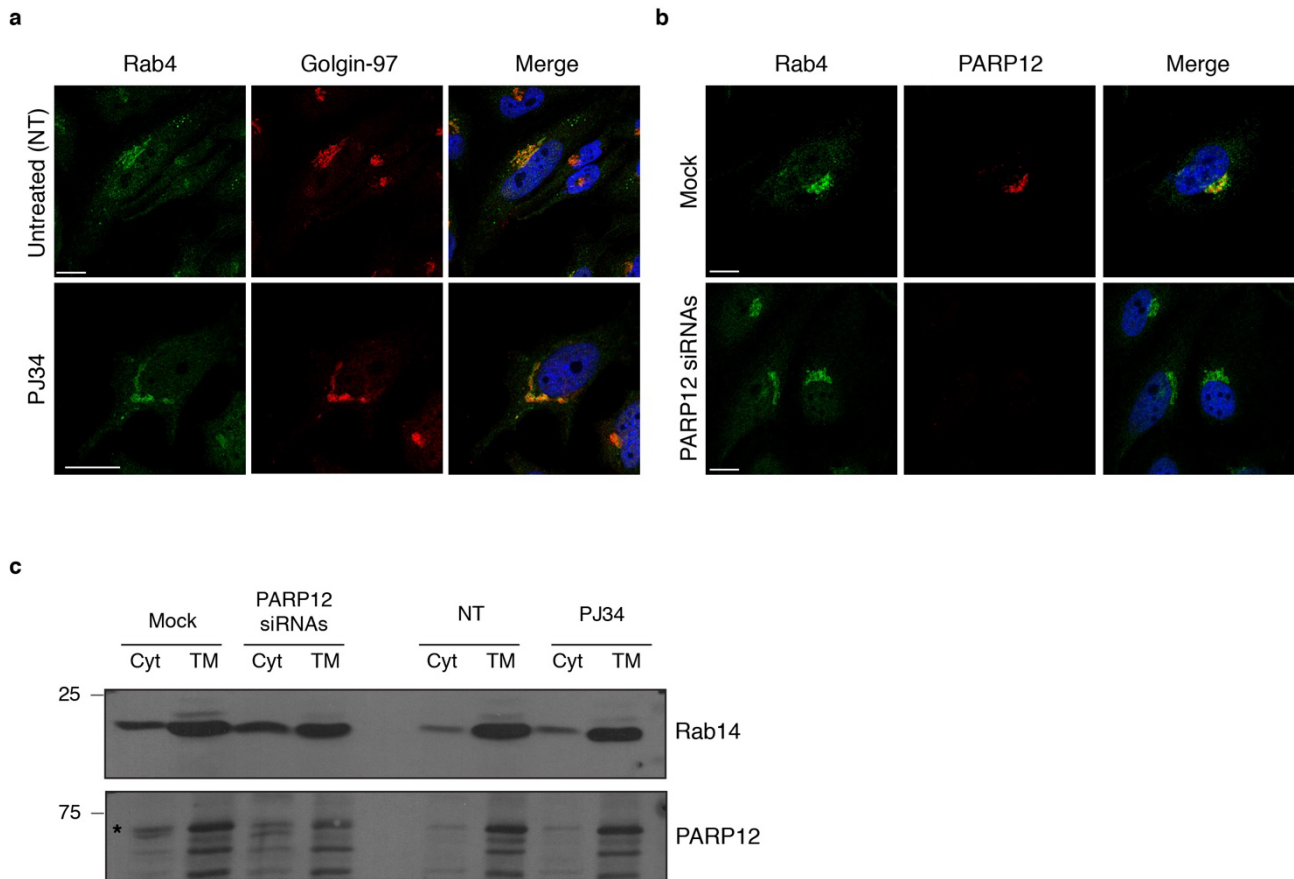 a
Rab4 Golgin-97 Merge
Untreated (NT)
PJ34
b
Rab4 PARP12 Merge
Mock
PARP12 siRNAs
c
Mock PARP12 siRNAs NT PJ34
Cyt TM Cyt TM Cyt TM Cyt TM
25
Rab14
75
*
PARP12